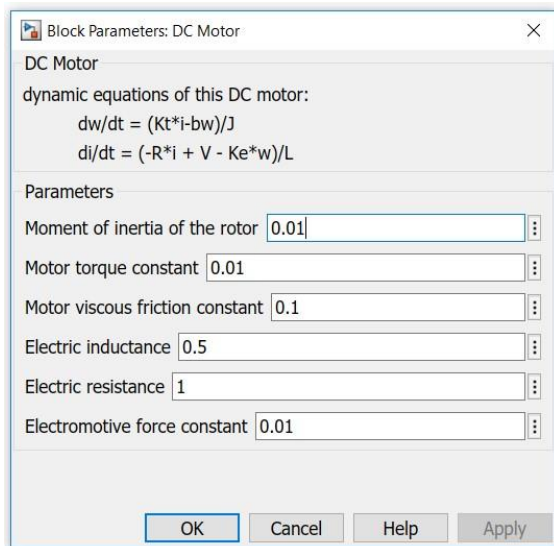 Block Parameters: DC Motor
DC Motor
dynamic equations of this DC motor:
dw/dt = (Kt*i-bw)/J
di/dt = (-R*i + V - Ke*w)/L
Parameters
Moment of inertia of the rotor 0.01
Motor torque constant 0.01
Motor viscous friction constant 0.1
Electric inductance 0.5
Electric resistance 1
Electromotive force constant 0.01
OK Cancel Help Apply